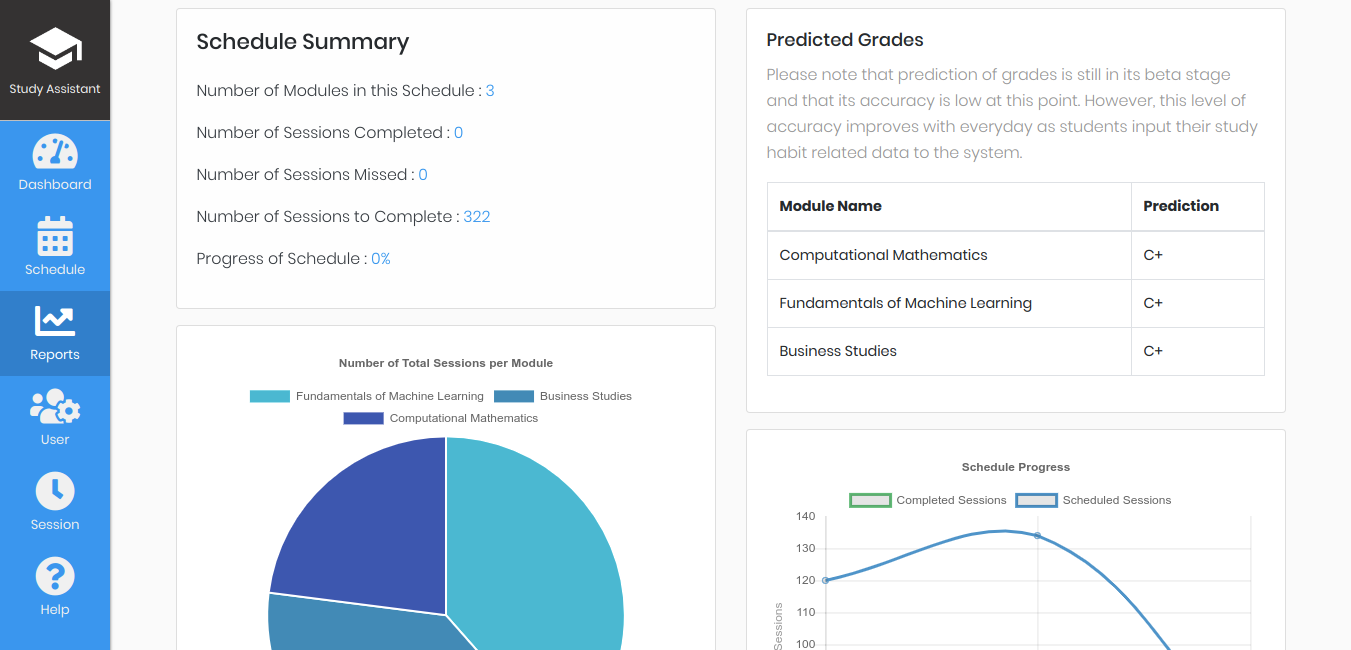 Study Assistant
Dashboard
Schedule
Reports
User
Session
Help
Schedule Summary
Number of Modules in this Schedule : 3
Number of Sessions Completed : 0
Number of Sessions Missed : 0
Number of Sessions to Complete : 322
Progress of Schedule : 0%
Number of Total Sessions per Module
Fundamentals of Machine Learning Business Studies
Computational Mathematics
Predicted Grades
Please note that prediction of grades is still in its beta stage
and that its accuracy is low at this point. However, this level of
accuracy improves with everyday as students input their study
habit related data to the system.
Module Name Prediction
Computational Mathematics C+
Fundamentals of Machine Learning C+
Business Studies C+
Schedule Progress
Completed Sessions Scheduled Sessions
140
130
120
110
100
Sessions